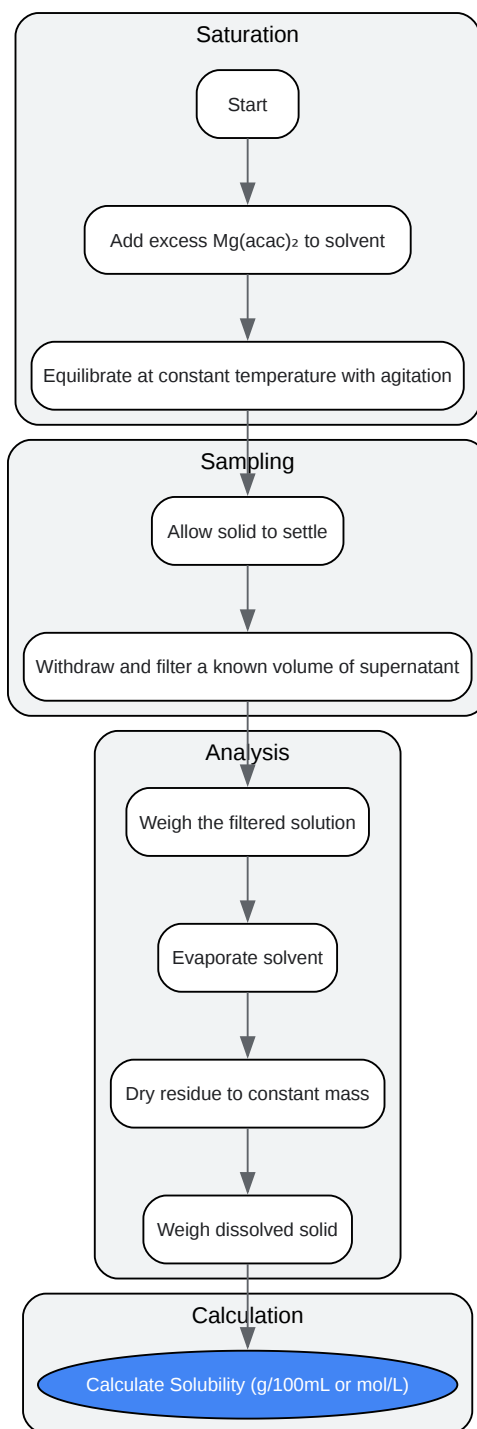 Saturation
Start
Add excess Mg(acac)₂ to solvent
Equilibrate at constant temperature with agitation
Sampling
Allow solid to settle
Withdraw and filter a known volume of supernatant
Analysis
Weigh the filtered solution
Evaporate solvent
Dry residue to constant mass
Weigh dissolved solid
Calculation
Calculate Solubility (g/100mL or mol/L)